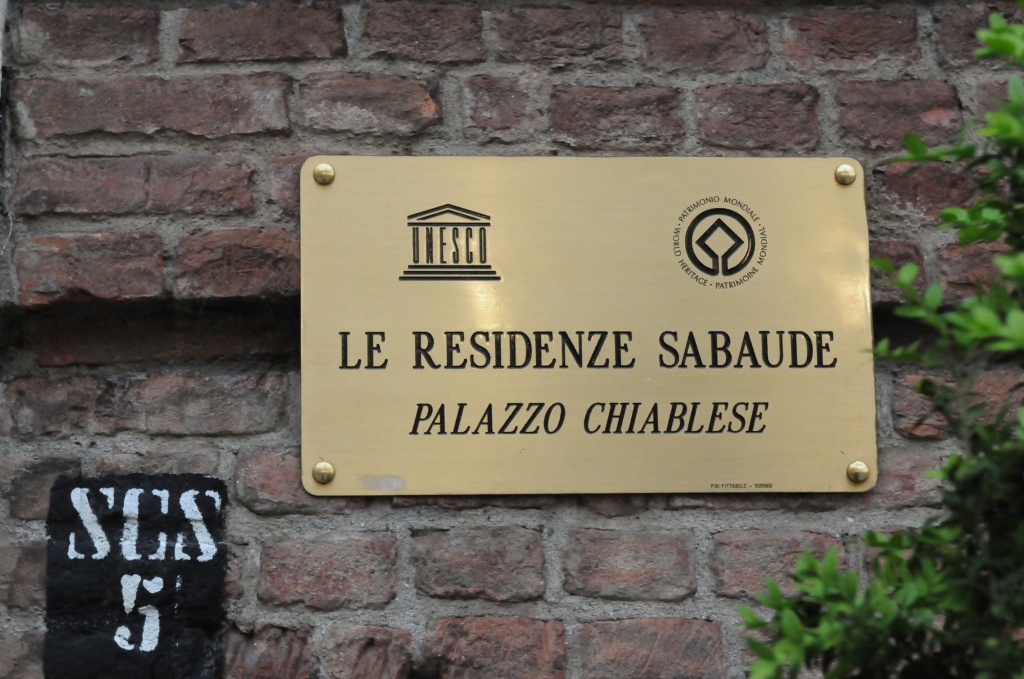 UNESCO
PATRIMONIO MONDIALE • WORLD HERITAGE • PATRIMOINE MONDIAL •
LE RESIDENZE SABAUDE
PALAZZO CHIABLESE
SCS
5